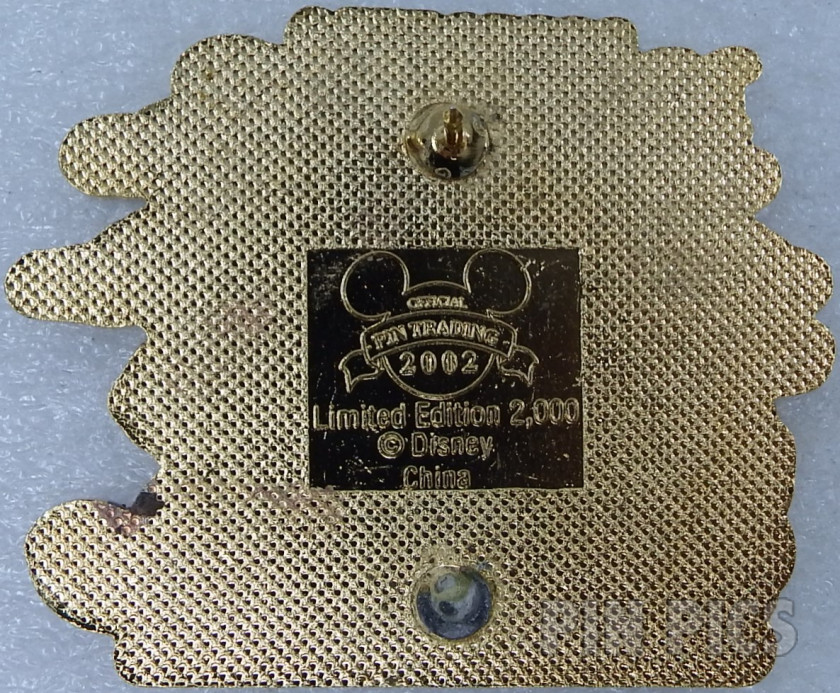 OFFICIAL
PIN TRADING
2002
Limited Edition 2,000
© Disney
China
PIN PICS